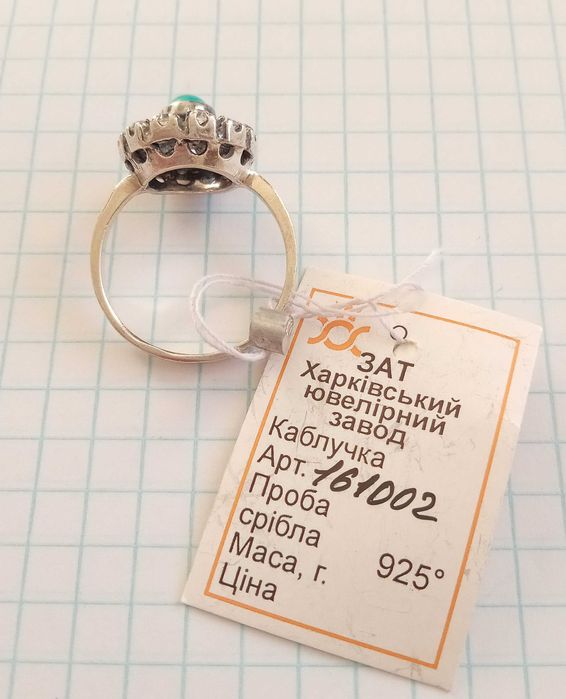 ЗАТ
Харківський
ювелірний
завод
Каблучка
Арт. 161002
Проба
срібла 925°
Маса, г.
Ціна